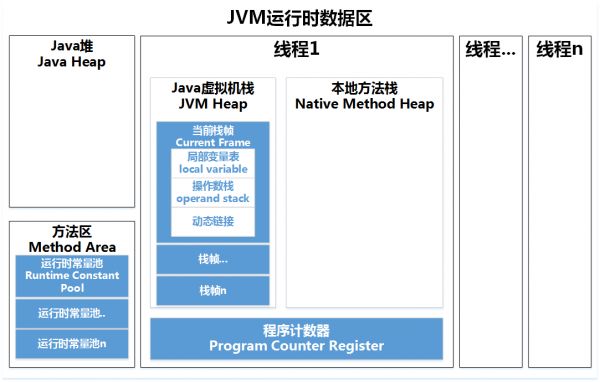 JVM运行时数据区
Java堆
Java Heap
方法区
Method Area
运行时常量池
Runtime Constant
Pool
运行时常量池..
运行时常量池n
线程1
Java虚拟机栈
JVM Heap
当前栈帧
Current Frame
局部变量表
local variable
操作数栈
operand stack
动态链接
栈帧...
栈帧n
本地方法栈
Native Method Heap
程序计数器
Program Counter Register
线程...
线程n